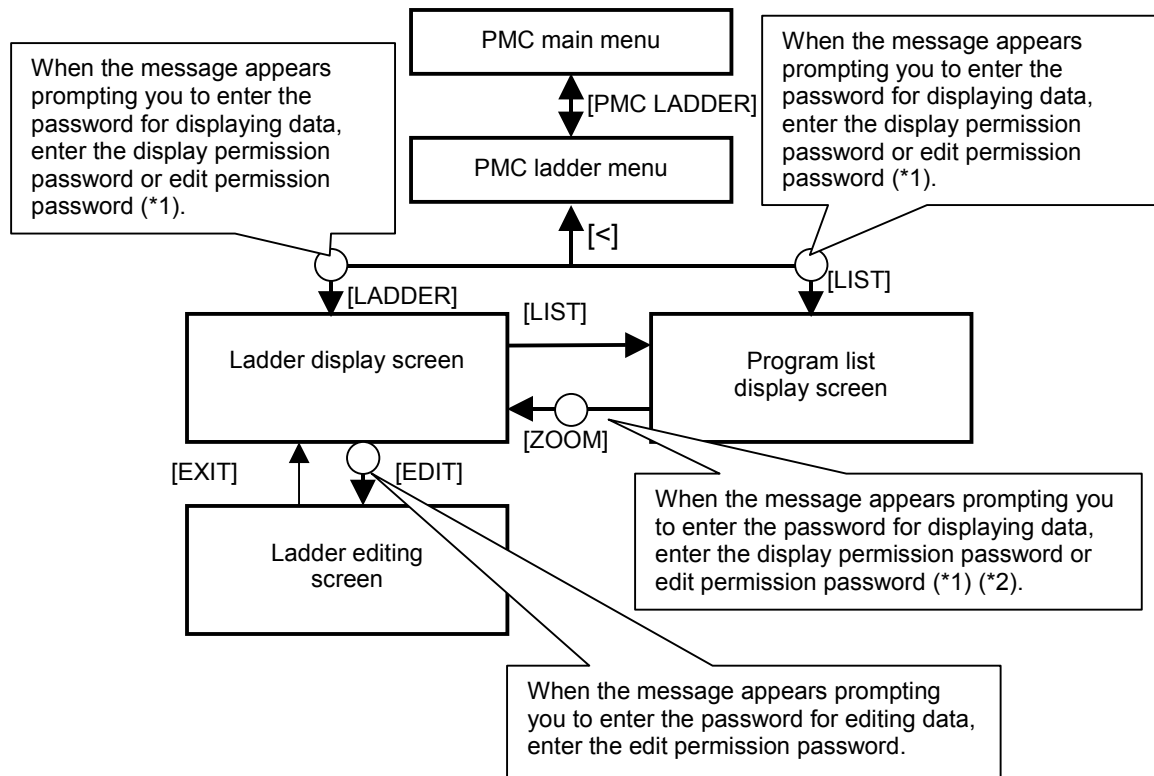 PMC main menu
When the message appears
prompting you to enter the
password for displaying data,
enter the display permission
password or edit permission
password (*1).
When the message appears
prompting you to enter the
password for displaying data,
enter the display permission
password or edit permission
password (*1).
[PMC LADDER]
PMC ladder menu
[<]
[LADDER]
[LIST]
[LIST]
Ladder display screen
Program list
display screen
[ZOOM]
[EXIT]
[EDIT]
When the message appears prompting you
to enter the password for displaying data,
enter the display permission password or
edit permission password (*1) (*2).
Ladder editing
screen
When the message appears prompting
you to enter the password for editing data,
enter the edit permission password.